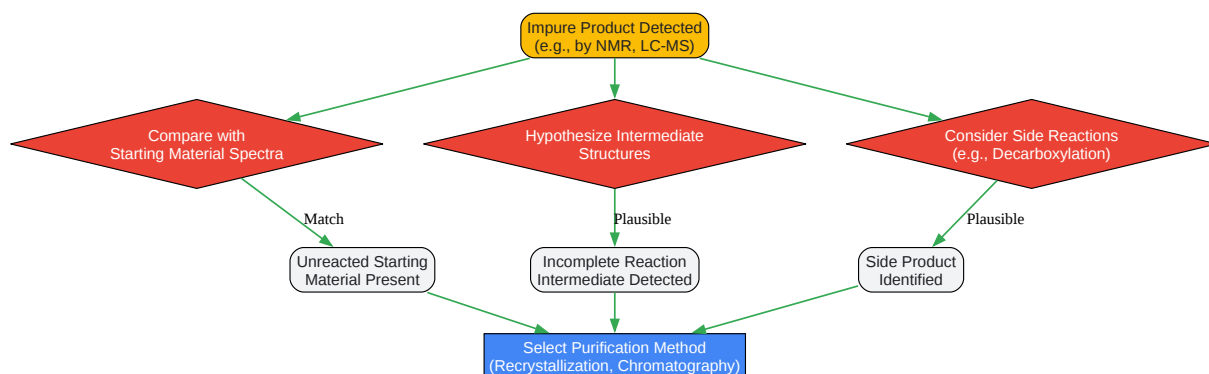 Impure Product Detected
(e.g., by NMR, LC-MS)
Compare with
Starting Material Spectra
Hypothesize Intermediate
Structures
Consider Side Reactions
(e.g., Decarboxylation)
Match
Plausible
Plausible
Unreacted Starting
Material Present
Incomplete Reaction
Intermediate Detected
Side Product
Identified
Select Purification Method
(Recrystallization, Chromatography)